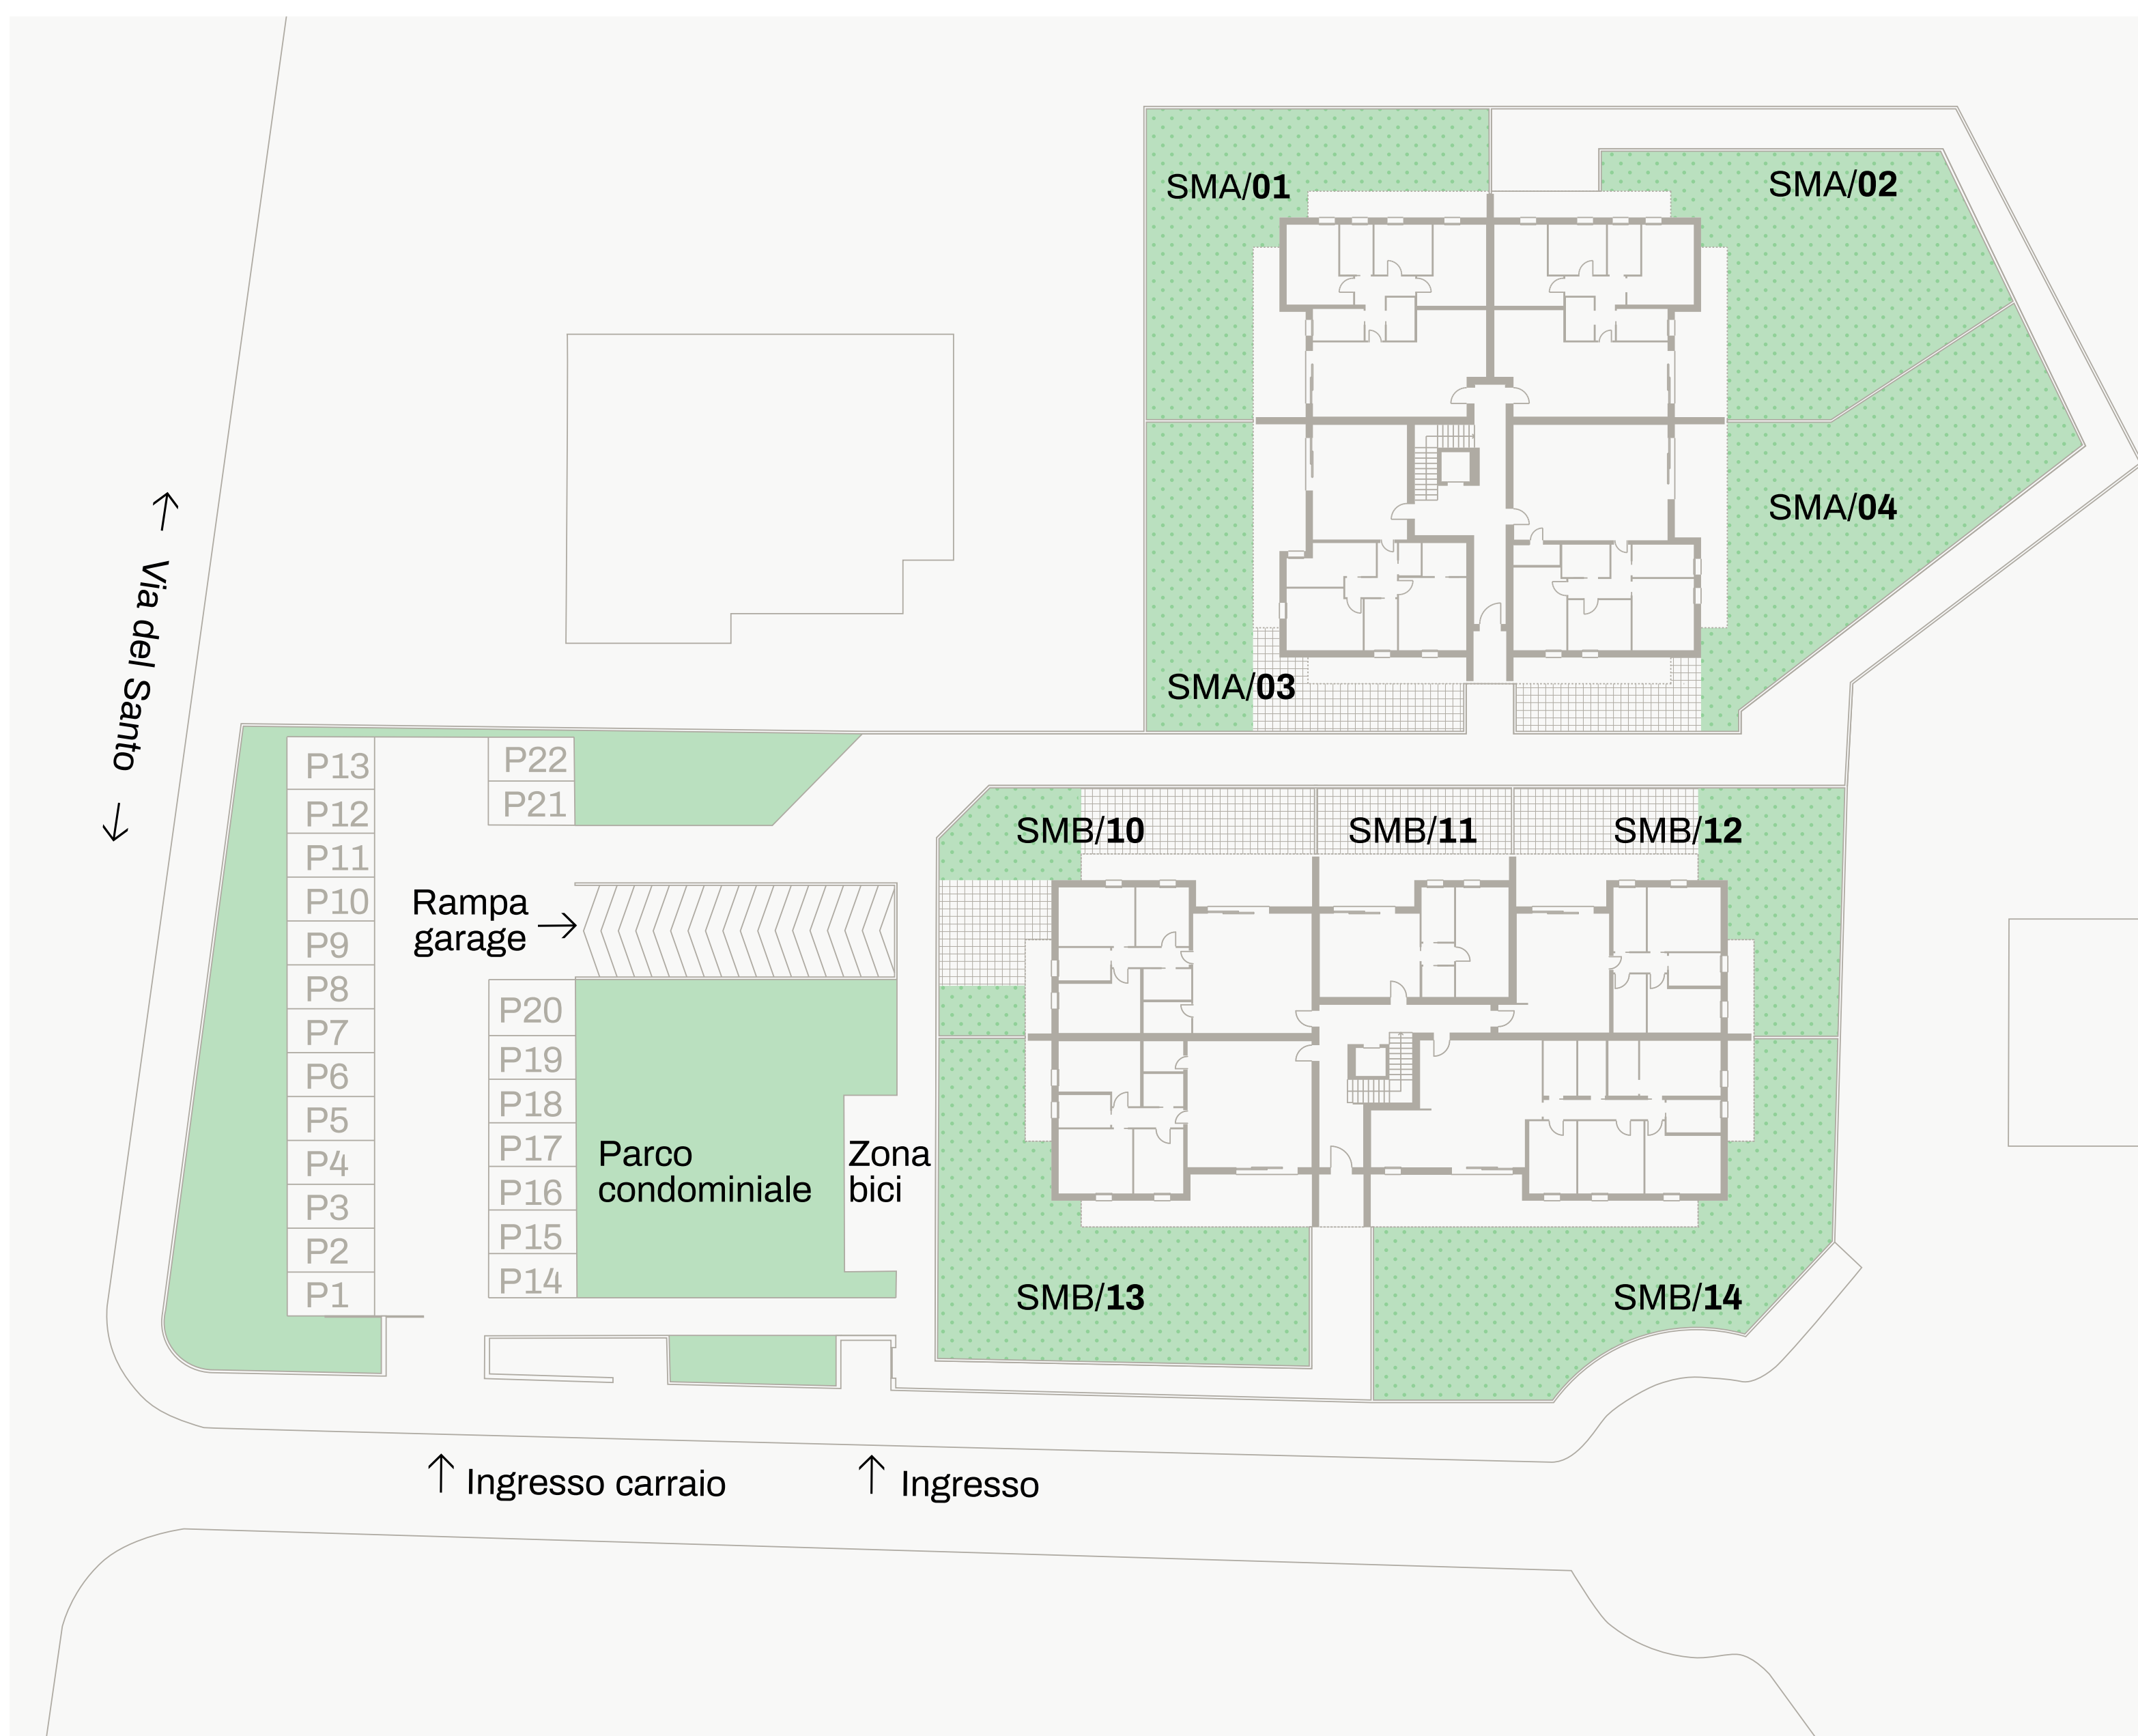 SMA/01
SMA/02
SMA/04
SMA/03
Via del Santo
P13
P12
P11
P10
P9
P8
P7
P6
P5
P4
P3
P2
P1
P22
P21
Rampa
garage
P20
P19
P18
P17
P16
P15
P14
Parco
condominiale
Zona
bici
SMB/10
SMB/11
SMB/12
SMB/13
SMB/14
Ingresso carraio
Ingresso